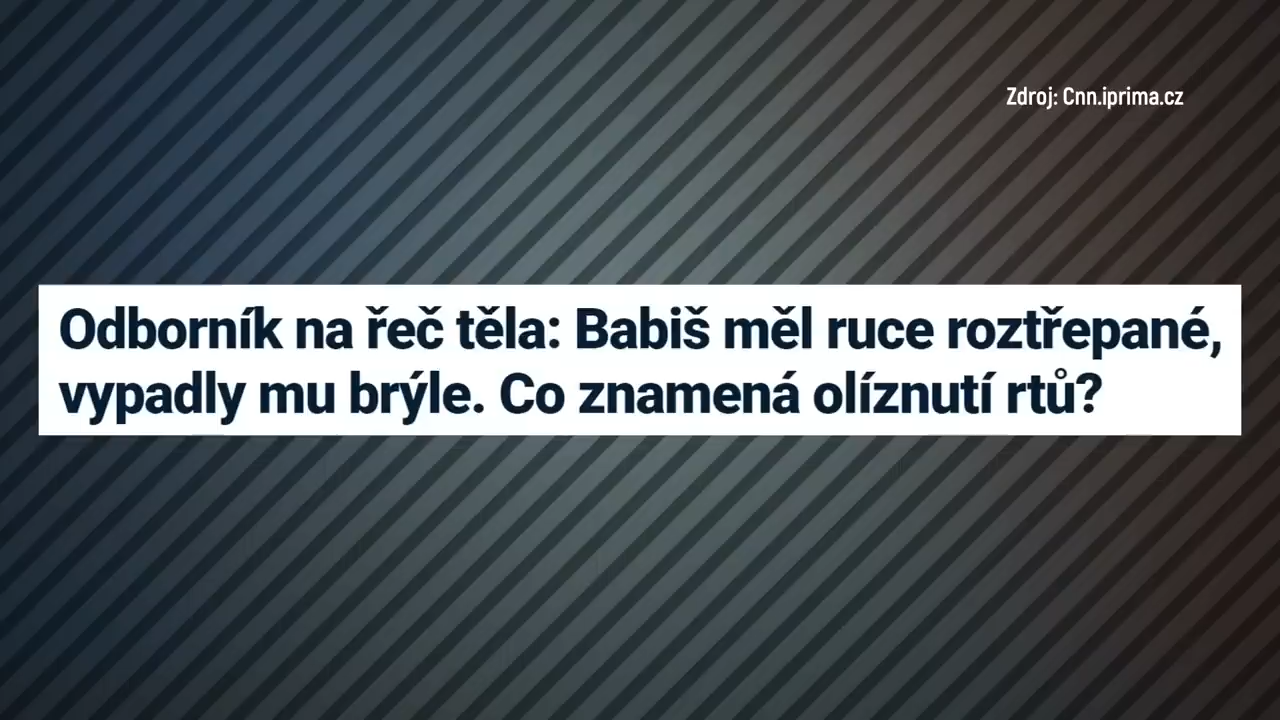 Zdroj: Cnn.iprima.cz
Odborník na řeč těla: Babiš měl ruce roztřepané,
vypadly mu brýle. Co znamená olíznutí rtů?